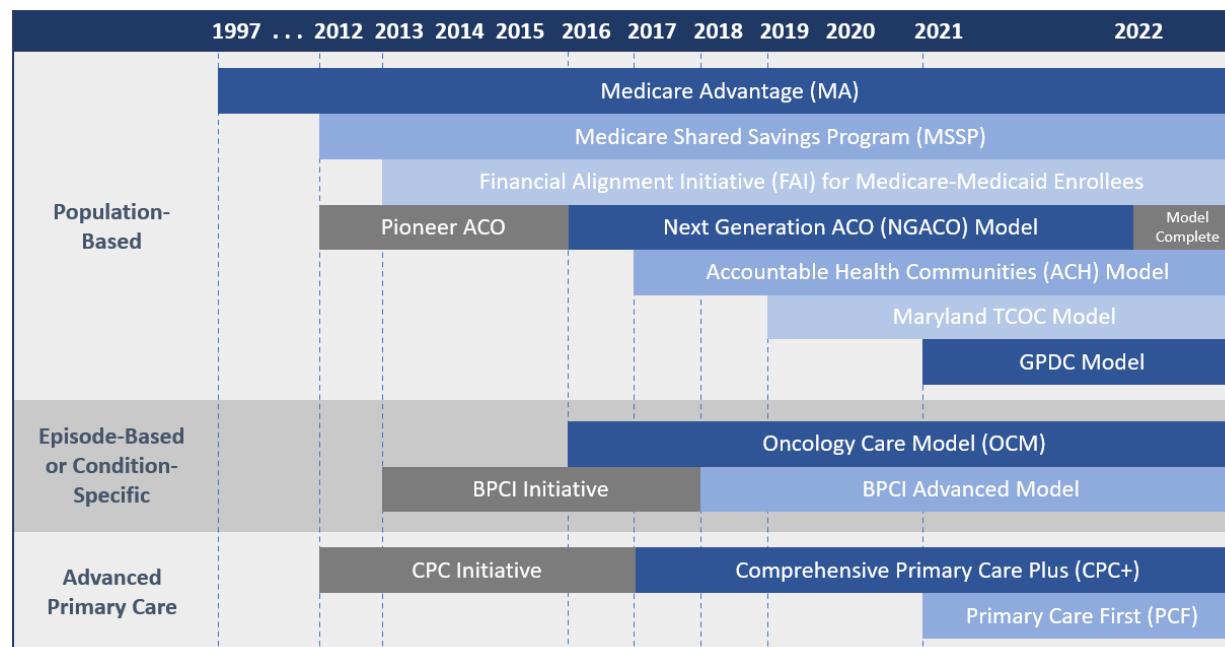 1997 ... 2012 2013 2014 2015 2016 2017 2018 2019 2020 2021 2022
Population-
Based
Medicare Advantage (MA)
Medicare Shared Savings Program (MSSP)
Financial Alignment Initiative (FAI) for Medicare-Medicaid Enrollees
Pioneer ACO
Next Generation ACO (NGACO) Model
Model
Complete
Accountable Health Communities (ACH) Model
Maryland TCOC Model
GPDC Model
Episode-Based
or Condition-
Specific
Oncology Care Model (OCM)
BPCI Initiative
BPCI Advanced Model
Advanced
Primary Care
CPC Initiative
Comprehensive Primary Care Plus (CPC+)
Primary Care First (PCF)